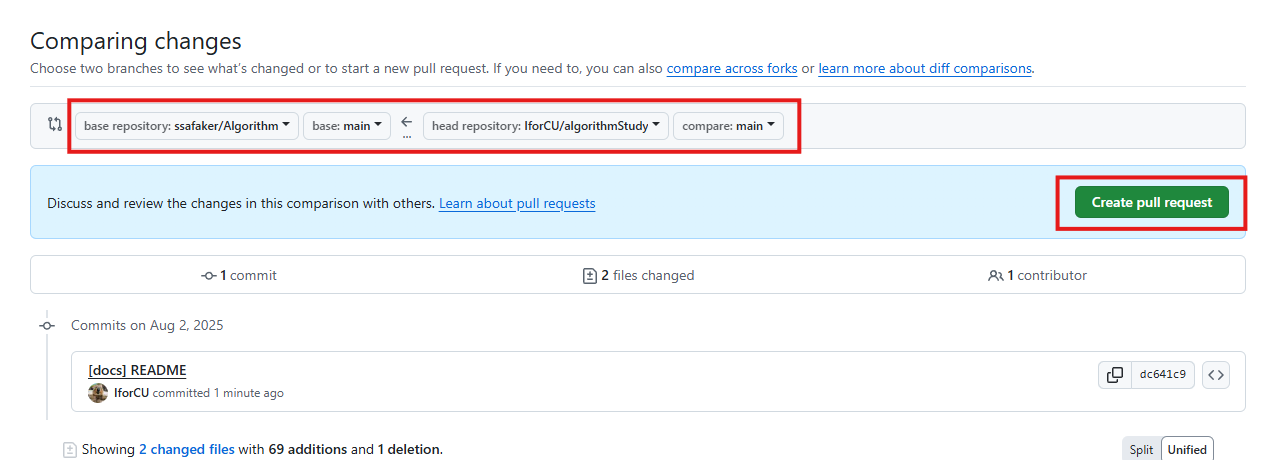 Comparing changes
Choose two branches to see what's changed or to start a new pull request. If you need to, you can also compare across forks or learn more about diff comparisons.
base repository: ssafaker/Algorithm base: main ... head repository: IforCU/algorithmStudy compare: main
Discuss and review the changes in this comparison with others. Learn about pull requests Create pull request
1 commit 2 files changed 1 contributor
Commits on Aug 2, 2025
[docs] README
IforCU committed 1 minute ago dc641c9
Showing 2 changed files with 69 additions and 1 deletion. Split Unified